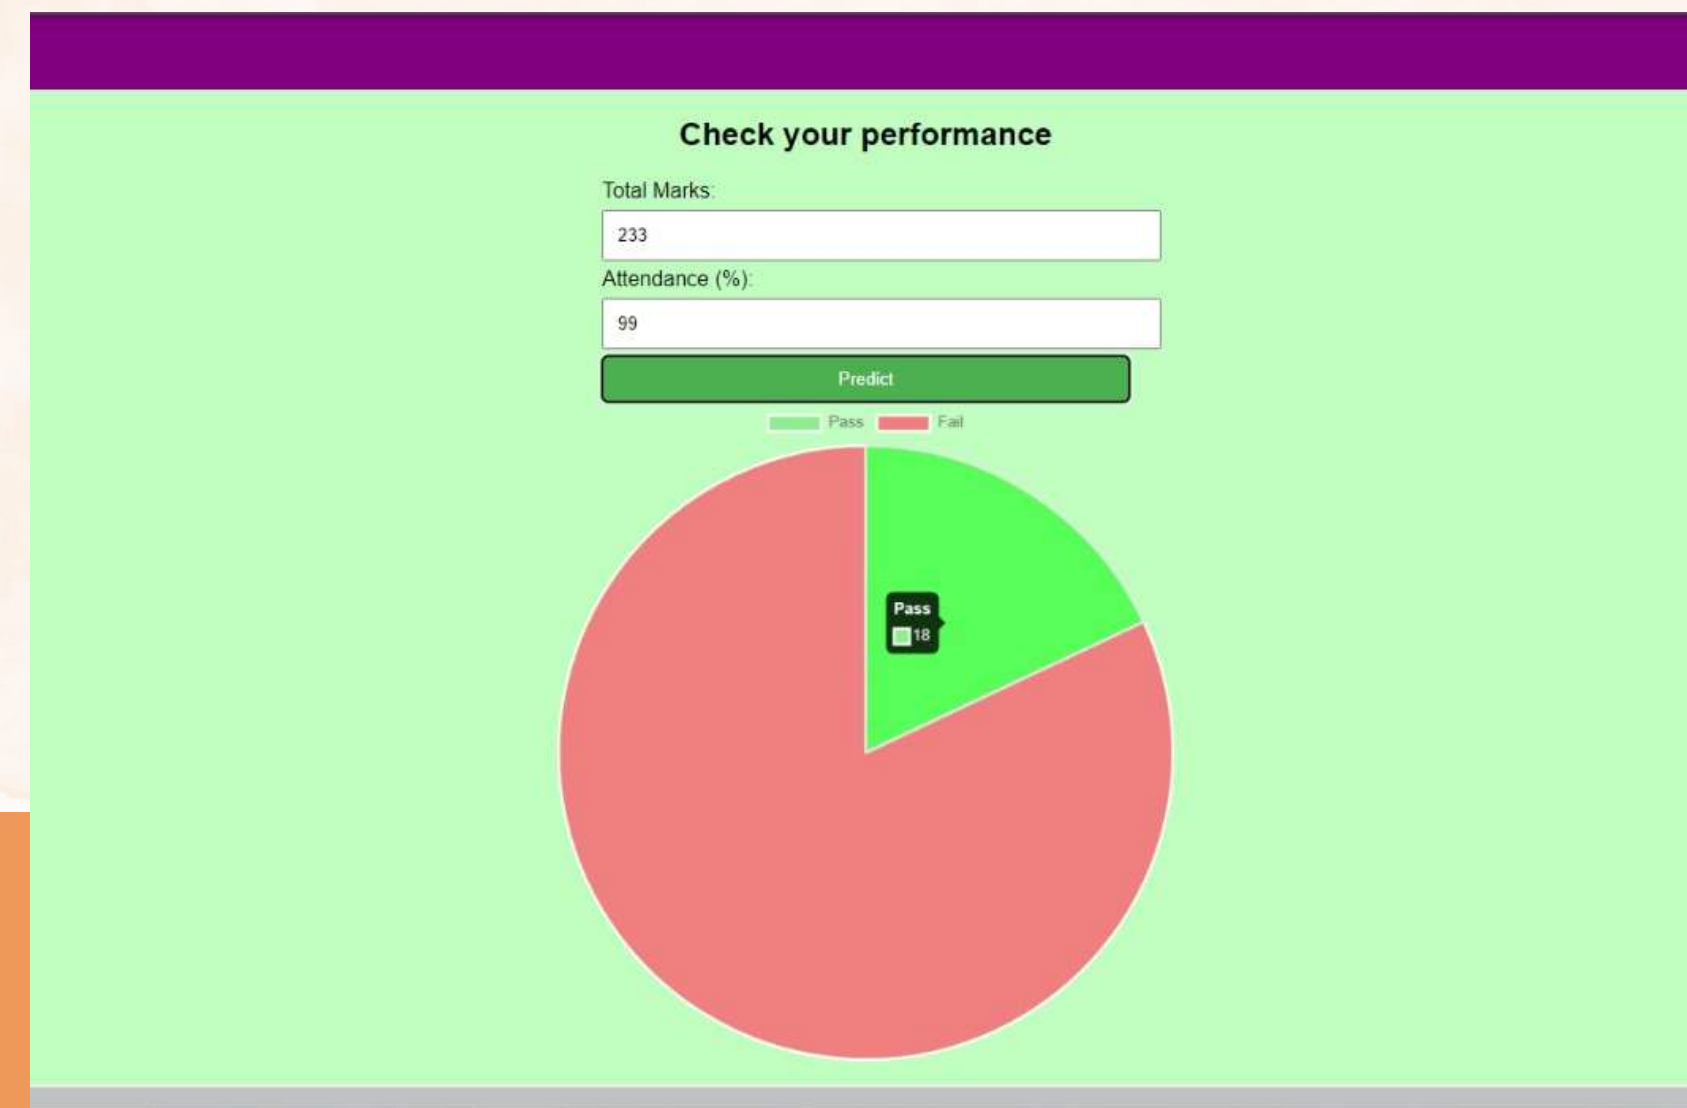 Check your performance
Total Marks:
233
Attendance (%):
99
Predict
Pass Fail
Pass
18